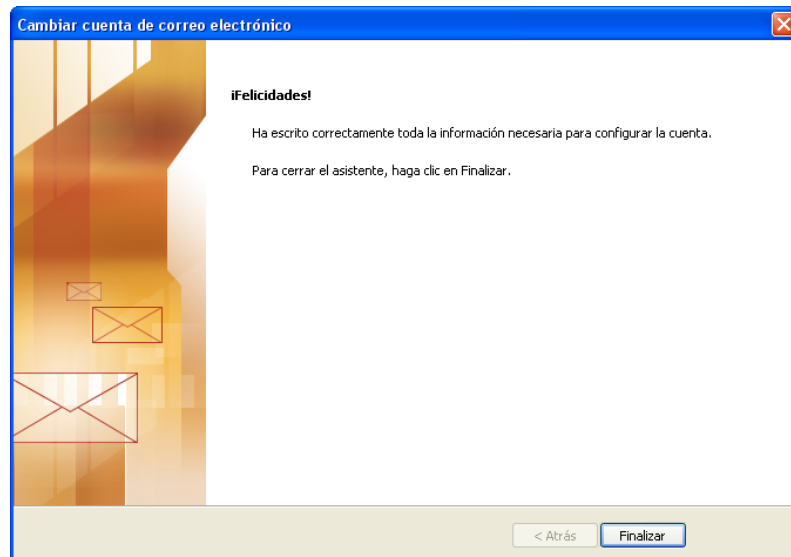 Cambiar cuenta de correo electrónico
¡Felicidades!
Ha escrito correctamente toda la información necesaria para configurar la cuenta.
Para cerrar el asistente, haga clic en Finalizar.
< Atrás
Finalizar